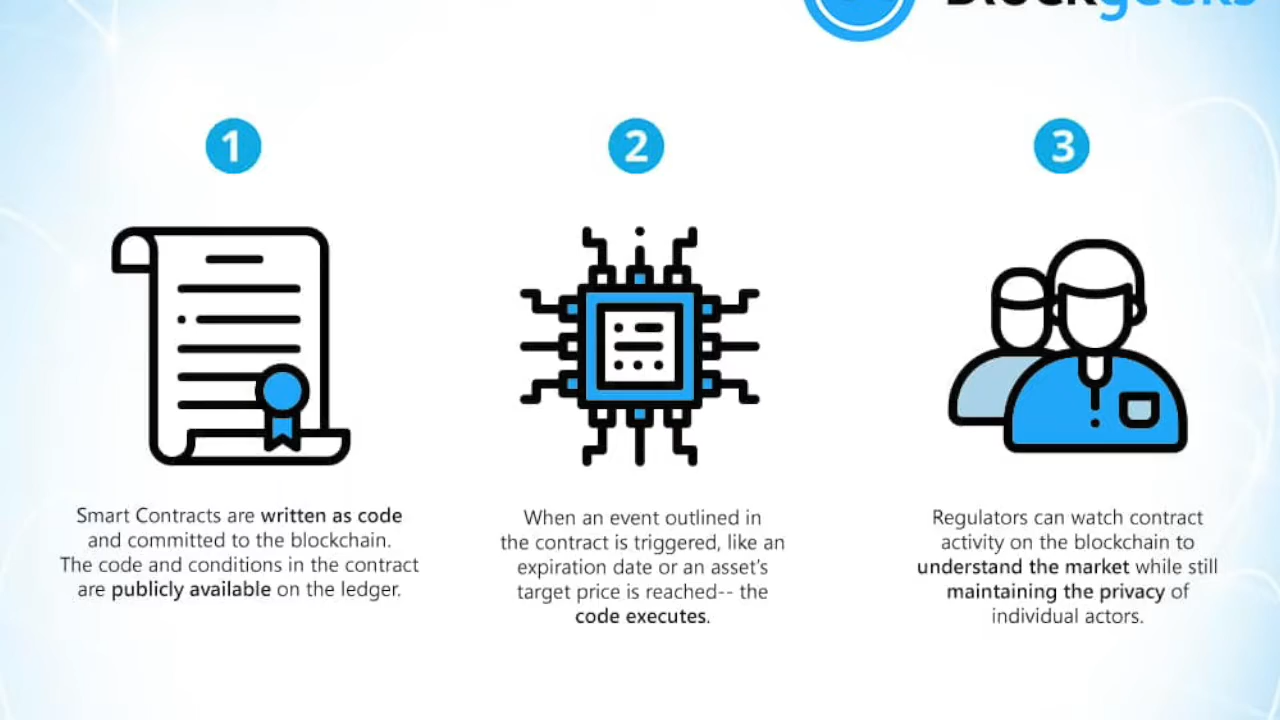 Blockgeeks
1
2
3
Smart Contracts are written as code
and committed to the blockchain.
The code and conditions in the contract
are publicly available on the ledger.
When an event outlined in
the contract is triggered, like an
expiration date or an asset's
target price is reached-- the
code executes.
Regulators can watch contract
activity on the blockchain to
understand the market while still
maintaining the privacy of
individual actors.